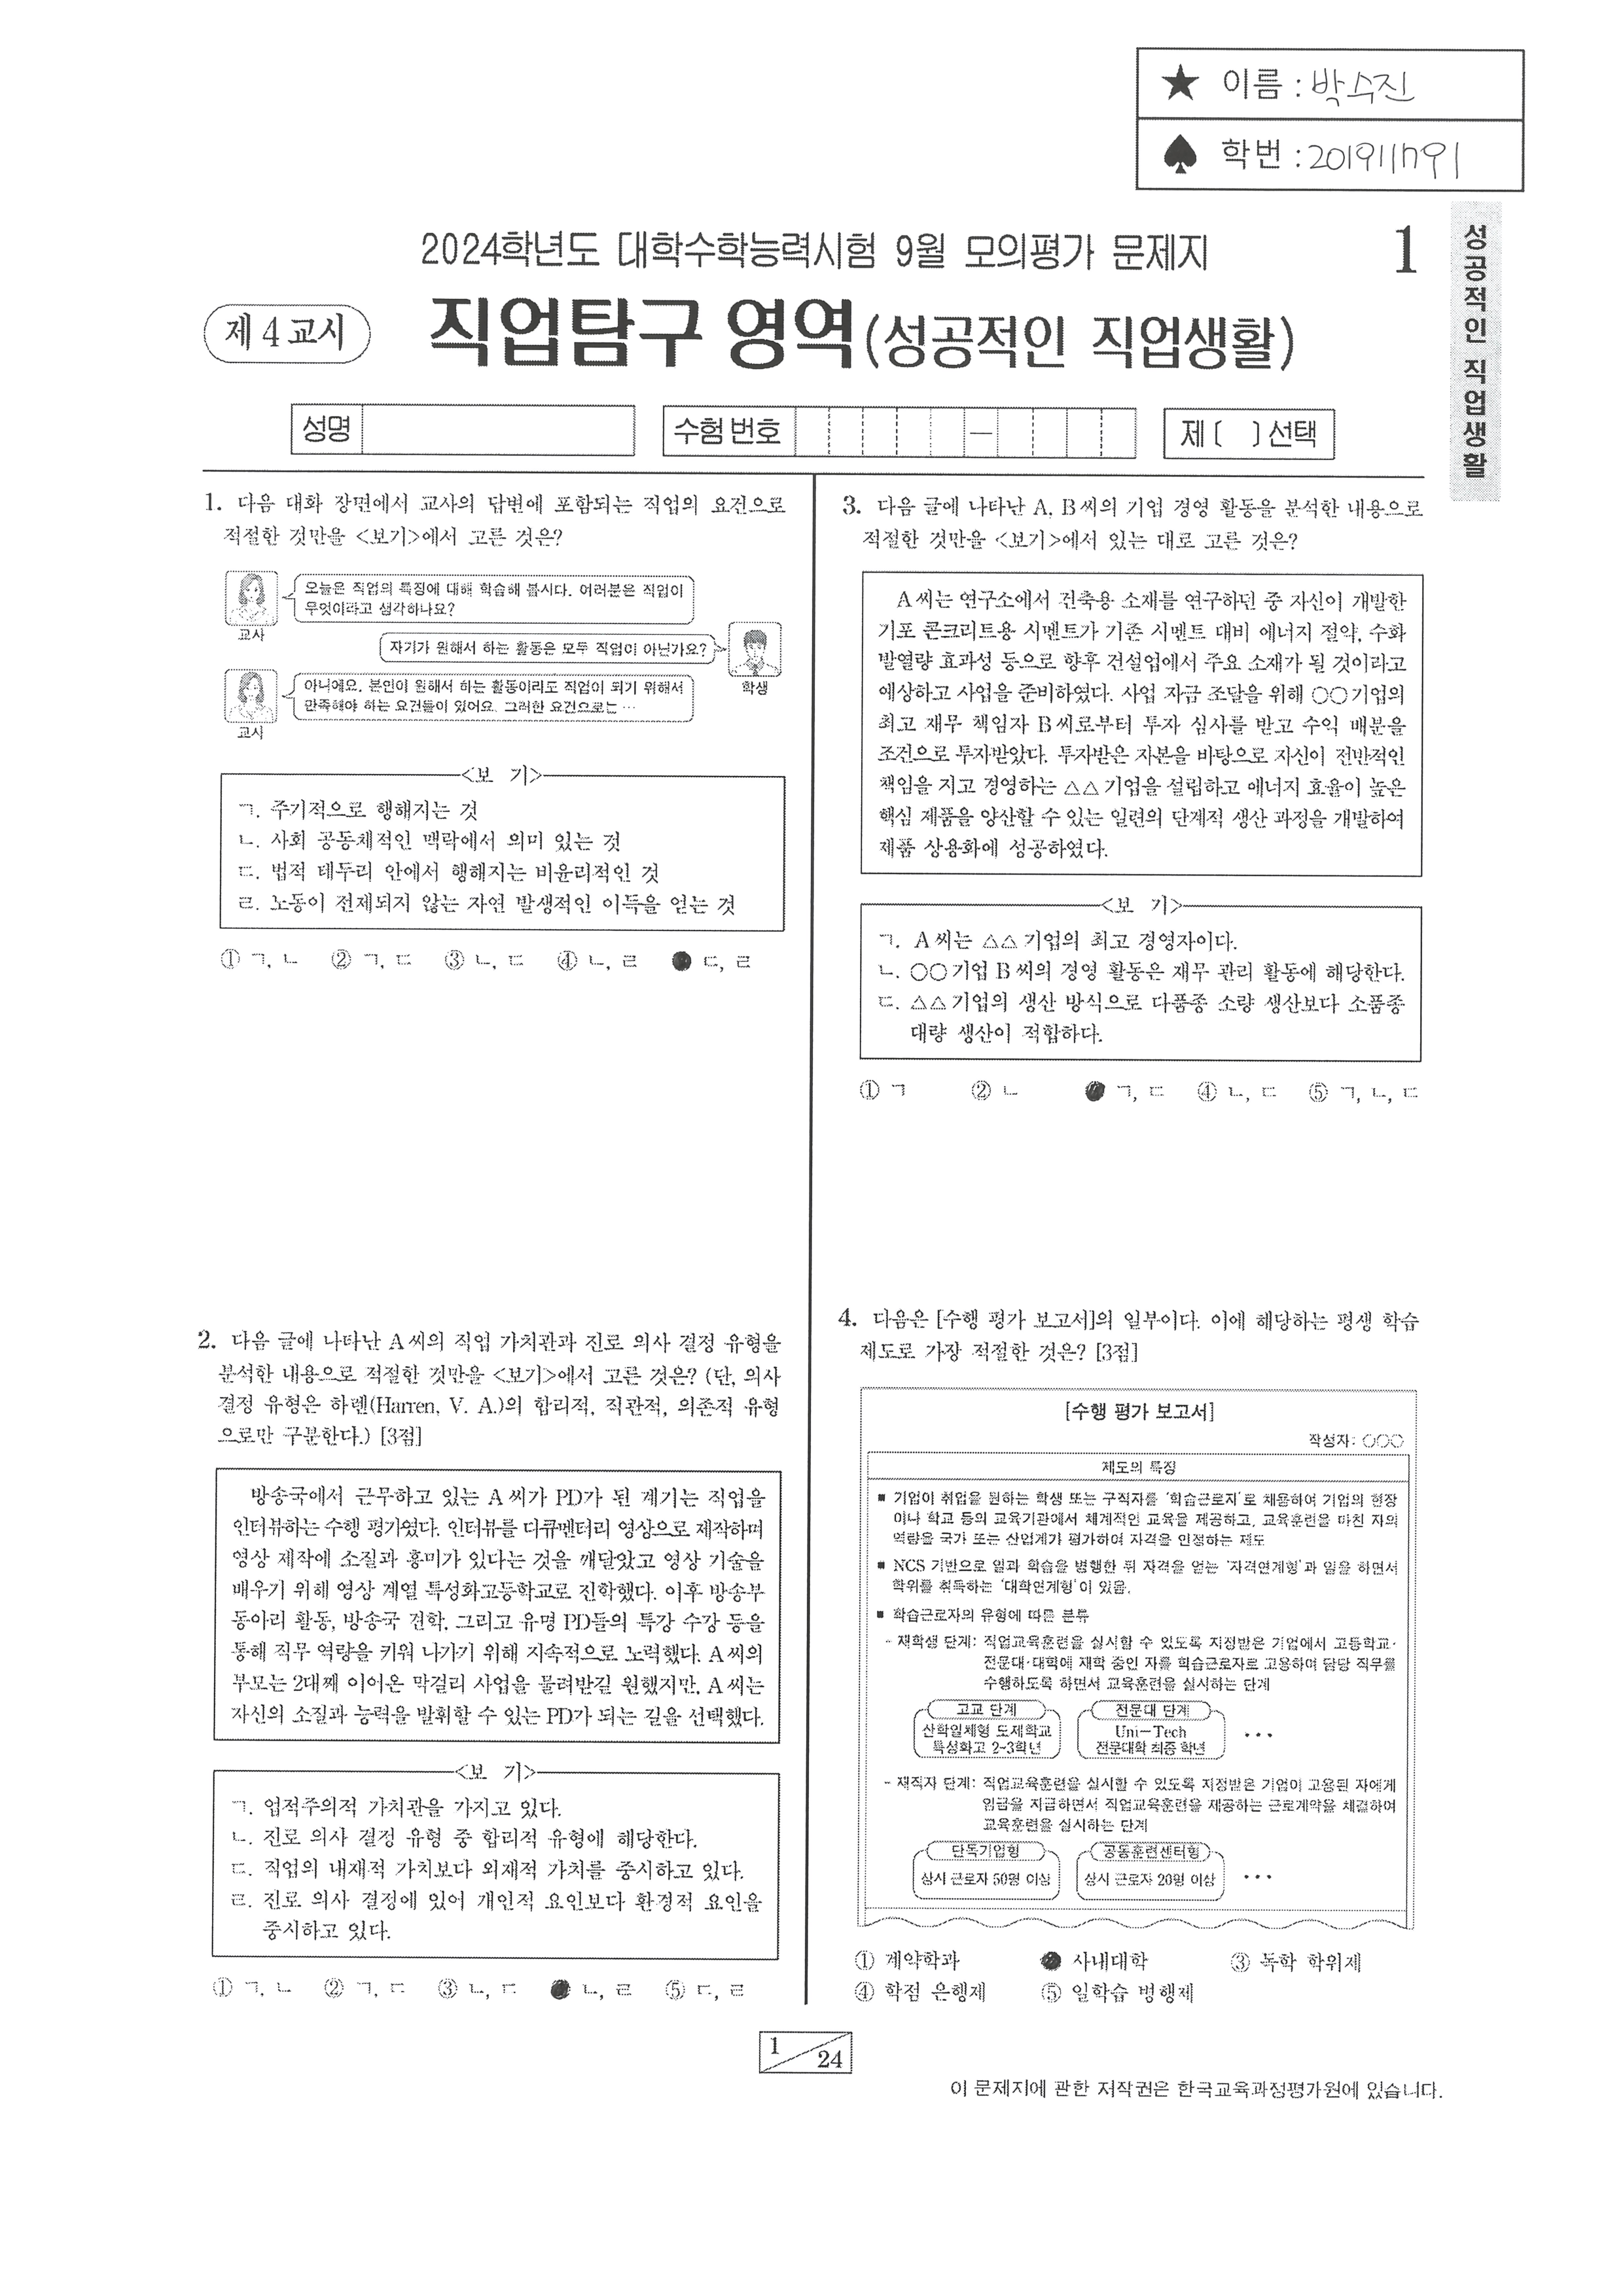 ★ 이름 : 박수진
♠ 학번 :
2024학년도 대학수학능력시험 9월 모의평가 문제지
1
성공적인 직업생활
제 4 교시
직업탐구 영역(성공적인 직업생활)
성명
수험 번호 —
제 ( ) 선택
1. 다음 대화 장면에서 교사의 답변에 포함되는 직업의 요건으로
적절한 것만을 <보기>에서 고른 것은?
오늘은 직업의 특징에 대해 학습해 봅시다. 여러분은 직업이
무엇이라고 생각하나요?
교사
자기가 원해서 하는 활동은 모두 직업이 아닌가요?
학생
아니에요. 본인이 원해서 하는 활동이라도 직업이 되기 위해서
만족해야 하는 요건들이 있어요. 그러한 요건으로는 …
교사
<보 기>
ㄱ. 주기적으로 행해지는 것
ㄴ. 사회 공동체적인 맥락에서 의미 있는 것
ㄷ. 법적 테두리 안에서 행해지는 비윤리적인 것
ㄹ. 노동이 전제되지 않는 자연 발생적인 이득을 얻는 것
① ㄱ, ㄴ ② ㄱ, ㄷ ③ ㄴ, ㄷ ④ ㄴ, ㄹ ● ㄷ, ㄹ
2. 다음 글에 나타난 A씨의 직업 가치관과 진로 의사 결정 유형을
분석한 내용으로 적절한 것만을 <보기>에서 고른 것은? (단, 의사
결정 유형은 하렌(Harren, V. A.)의 합리적, 직관적, 의존적 유형
으로만 구분한다.) [3점]
방송국에서 근무하고 있는 A씨가 PD가 된 계기는 직업을
인터뷰하는 수행 평가였다. 인터뷰를 다큐멘터리 영상으로 제작하며
영상 제작에 소질과 흥미가 있다는 것을 깨달았고 영상 기술을
배우기 위해 영상 계열 특성화고등학교로 진학했다. 이후 방송부
동아리 활동, 방송국 견학, 그리고 유명 PD들의 특강 수강 등을
통해 직무 역량을 키워 나가기 위해 지속적으로 노력했다. A씨의
부모는 2대째 이어온 막걸리 사업을 물려받길 원했지만, A씨는
자신의 소질과 능력을 발휘할 수 있는 PD가 되는 길을 선택했다.
<보 기>
ㄱ. 업적주의적 가치관을 가지고 있다.
ㄴ. 진로 의사 결정 유형 중 합리적 유형에 해당한다.
ㄷ. 직업의 내재적 가치보다 외재적 가치를 중시하고 있다.
ㄹ. 진로 의사 결정에 있어 개인적 요인보다 환경적 요인을
중시하고 있다.
① ㄱ, ㄴ ② ㄱ, ㄷ ③ ㄴ, ㄷ ● ㄴ, ㄹ ⑤ ㄷ, ㄹ
3. 다음 글에 나타난 A, B씨의 기업 경영 활동을 분석한 내용으로
적절한 것만을 <보기>에서 있는 대로 고른 것은?
A씨는 연구소에서 건축용 소재를 연구하던 중 자신이 개발한
기포 콘크리트용 시멘트가 기존 시멘트 대비 에너지 절약, 수화
발열량 효과성 등으로 향후 건설업에서 주요 소재가 될 것이라고
예상하고 사업을 준비하였다. 사업 자금 조달을 위해 ○○기업의
최고 재무 책임자 B씨로부터 투자 심사를 받고 수익 배분을
조건으로 투자받았다. 투자받은 자본을 바탕으로 자신이 전반적인
책임을 지고 경영하는 △△기업을 설립하고 에너지 효율이 높은
핵심 제품을 양산할 수 있는 일련의 단계적 생산 과정을 개발하여
제품 상용화에 성공하였다.
<보 기>
ㄱ. A씨는 △△기업의 최고 경영자이다.
ㄴ. ○○기업 B씨의 경영 활동은 재무 관리 활동에 해당한다.
ㄷ. △△기업의 생산 방식으로 다품종 소량 생산보다 소품종
대량 생산이 적합하다.
① ㄱ ② ㄴ ● ㄱ, ㄷ ④ ㄴ, ㄷ ⑤ ㄱ, ㄴ, ㄷ
4. 다음은 [수행 평가 보고서]의 일부이다. 이에 해당하는 평생 학습
제도로 가장 적절한 것은? [3점]
[수행 평가 보고서]
작성자: ○○○
제도의 특징
■ 기업이 취업을 원하는 학생 또는 구직자를 '학습근로자'로 채용하여 기업의 현장
이나 학교 등의 교육기관에서 체계적인 교육을 제공하고, 교육훈련을 마친 자의
역량을 국가 또는 산업계가 평가하여 자격을 인정하는 제도
■ NCS 기반으로 일과 학습을 병행한 뒤 자격을 얻는 '자격연계형'과 일을 하면서
학위를 취득하는 '대학연계형'이 있음.
■ 학습근로자의 유형에 따른 분류
- 재학생 단계: 직업교육훈련을 실시할 수 있도록 지정받은 기업에서 고등학교·
전문대·대학에 재학 중인 자를 학습근로자로 고용하여 담당 직무를
수행하도록 하면서 교육훈련을 실시하는 단계
고교 단계 전문대 단계
산학일체형 도제학교 Uni-Tech …
특성화고 2~3학년 전문대학 최종 학년
- 재직자 단계: 직업교육훈련을 실시할 수 있도록 지정받은 기업이 고용된 자에게
임금을 지급하면서 직업교육훈련을 제공하는 근로계약을 체결하여
교육훈련을 실시하는 단계
단독기업형 공동훈련센터형
상시 근로자 50명 이상 상시 근로자 20명 이상 …
① 계약학과 ● 사내대학 ③ 독학 학위제
④ 학점 은행제 ⑤ 일학습 병행제
1 / 24
이 문제지에 관한 저작권은 한국교육과정평가원에 있습니다.